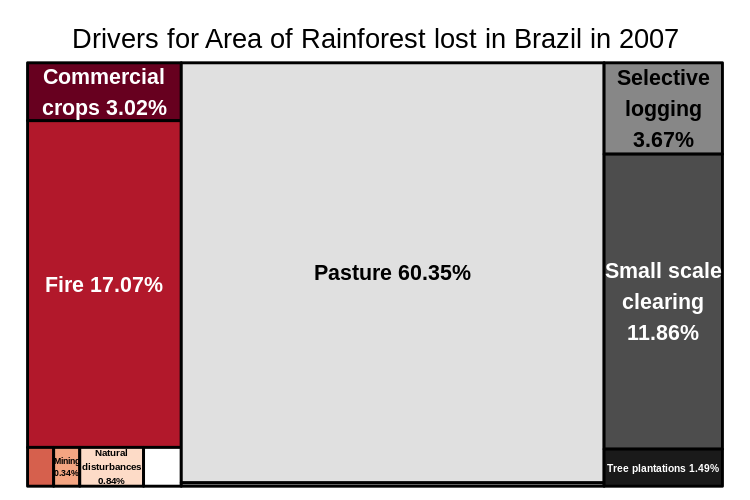 Drivers for Area of Rainforest lost in Brazil in 2007
Commercial
crops 3.02%
Fire 17.07%
Mining
0.34%
Natural
disturbances
0.84%
Pasture 60.35%
Selective
logging
3.67%
Small scale
clearing
11.86%
Tree plantations 1.49%